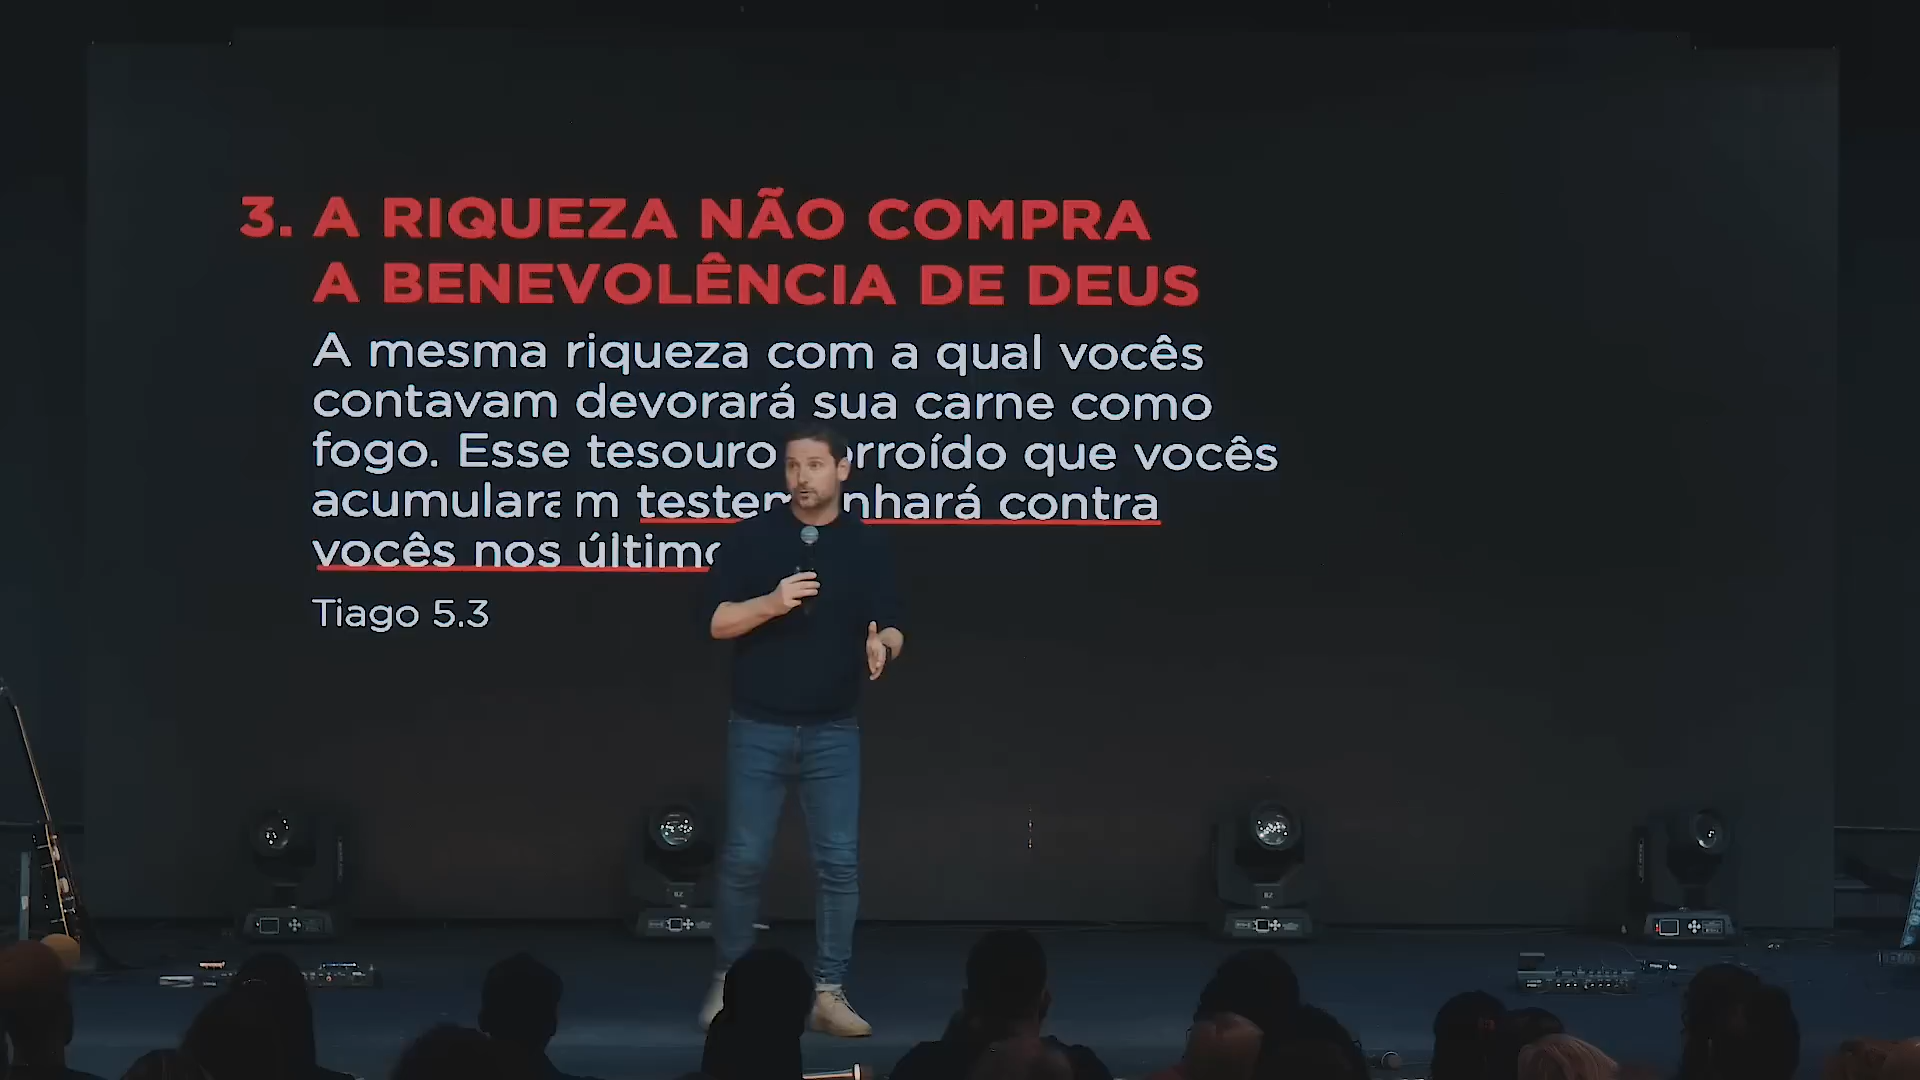 3. A RIQUEZA NÃO COMPRA
A BENEVOLÊNCIA DE DEUS
A mesma riqueza com a qual vocês
contavam devorará sua carne como
fogo. Esse tesouro que vocês
acumularam contra
vocês nos
Tiago 5.3